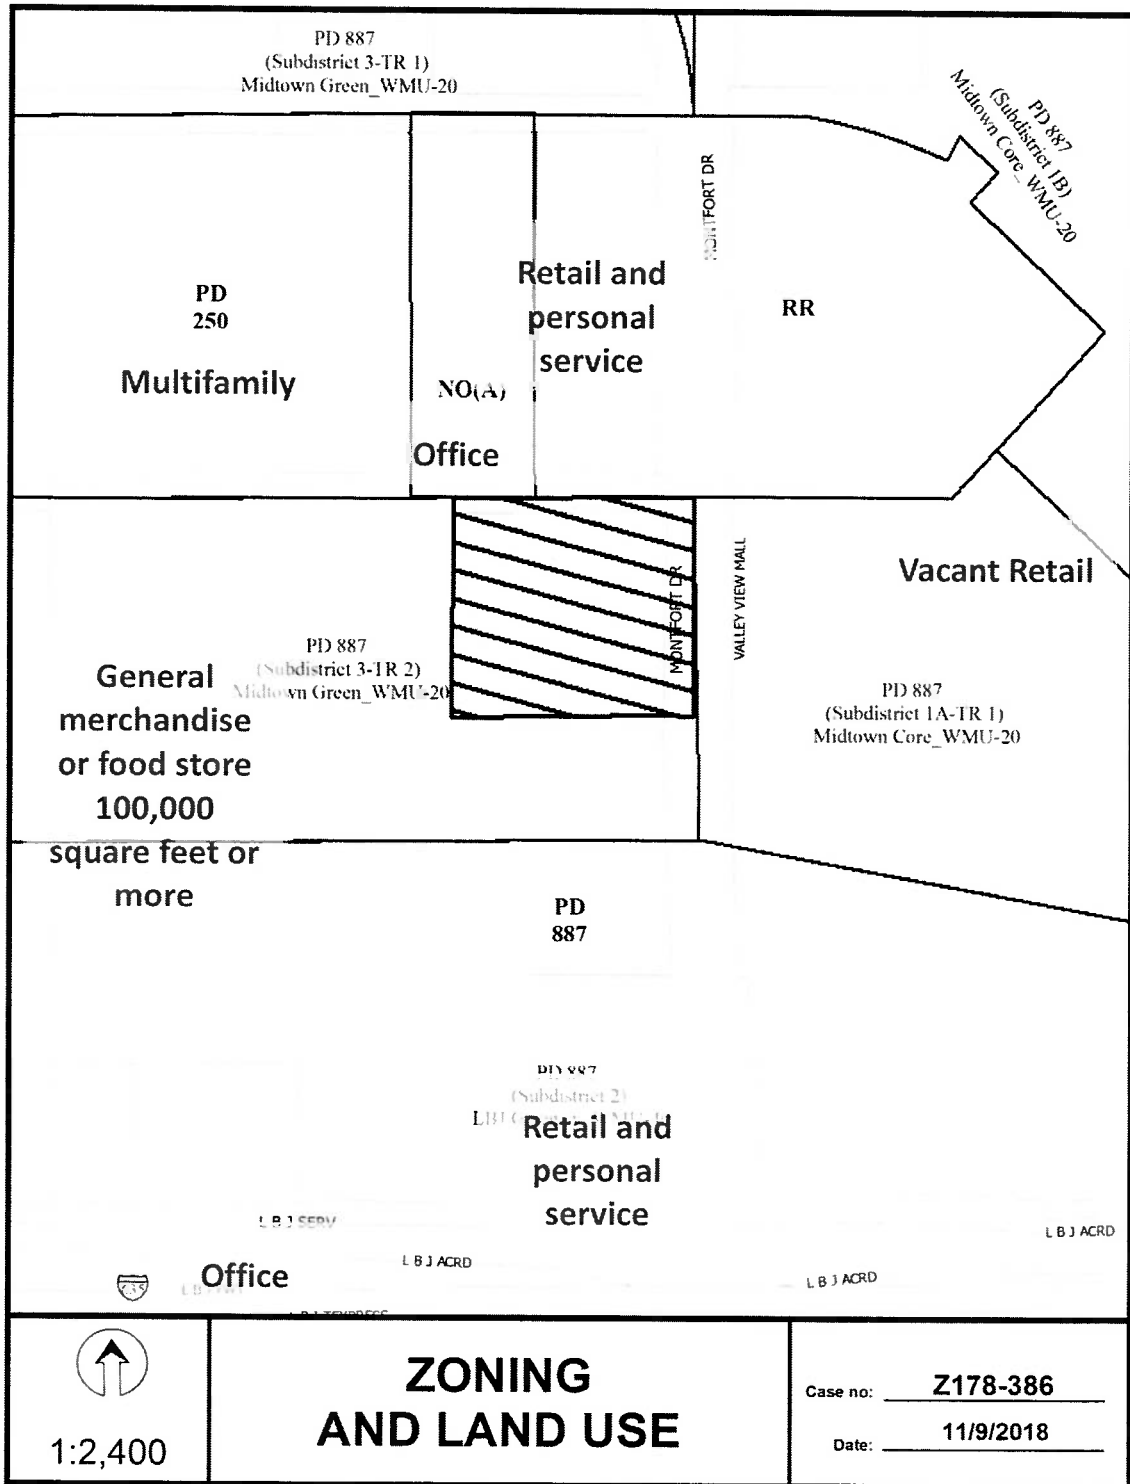 PD 887
(Subdistrict 3-TR 1)
Midtown Green_WMU-20
PD 887
(Subdistrict 1B)
Midtown Core_WMU-20
MONTFORT DR
PD
250
Multifamily
NO(A)
Office
Retail and
personal
service
RR
MONTFORT DR
VALLEY VIEW MALL
Vacant Retail
PD 887
(Subdistrict 3-TR 2)
Midtown Green_WMU-20
General
merchandise
or food store
100,000
square feet or
more
PD 887
(Subdistrict 1A-TR 1)
Midtown Core_WMU-20
PD
887
PD 887
(Subdistrict 2)
LBJ
Retail and
personal
service
L B J SERV
L B J ACRD
L B J ACRD
L B J ACRD
Office
1:2,400
ZONING
AND LAND USE
Case no: Z178-386
Date: 11/9/2018